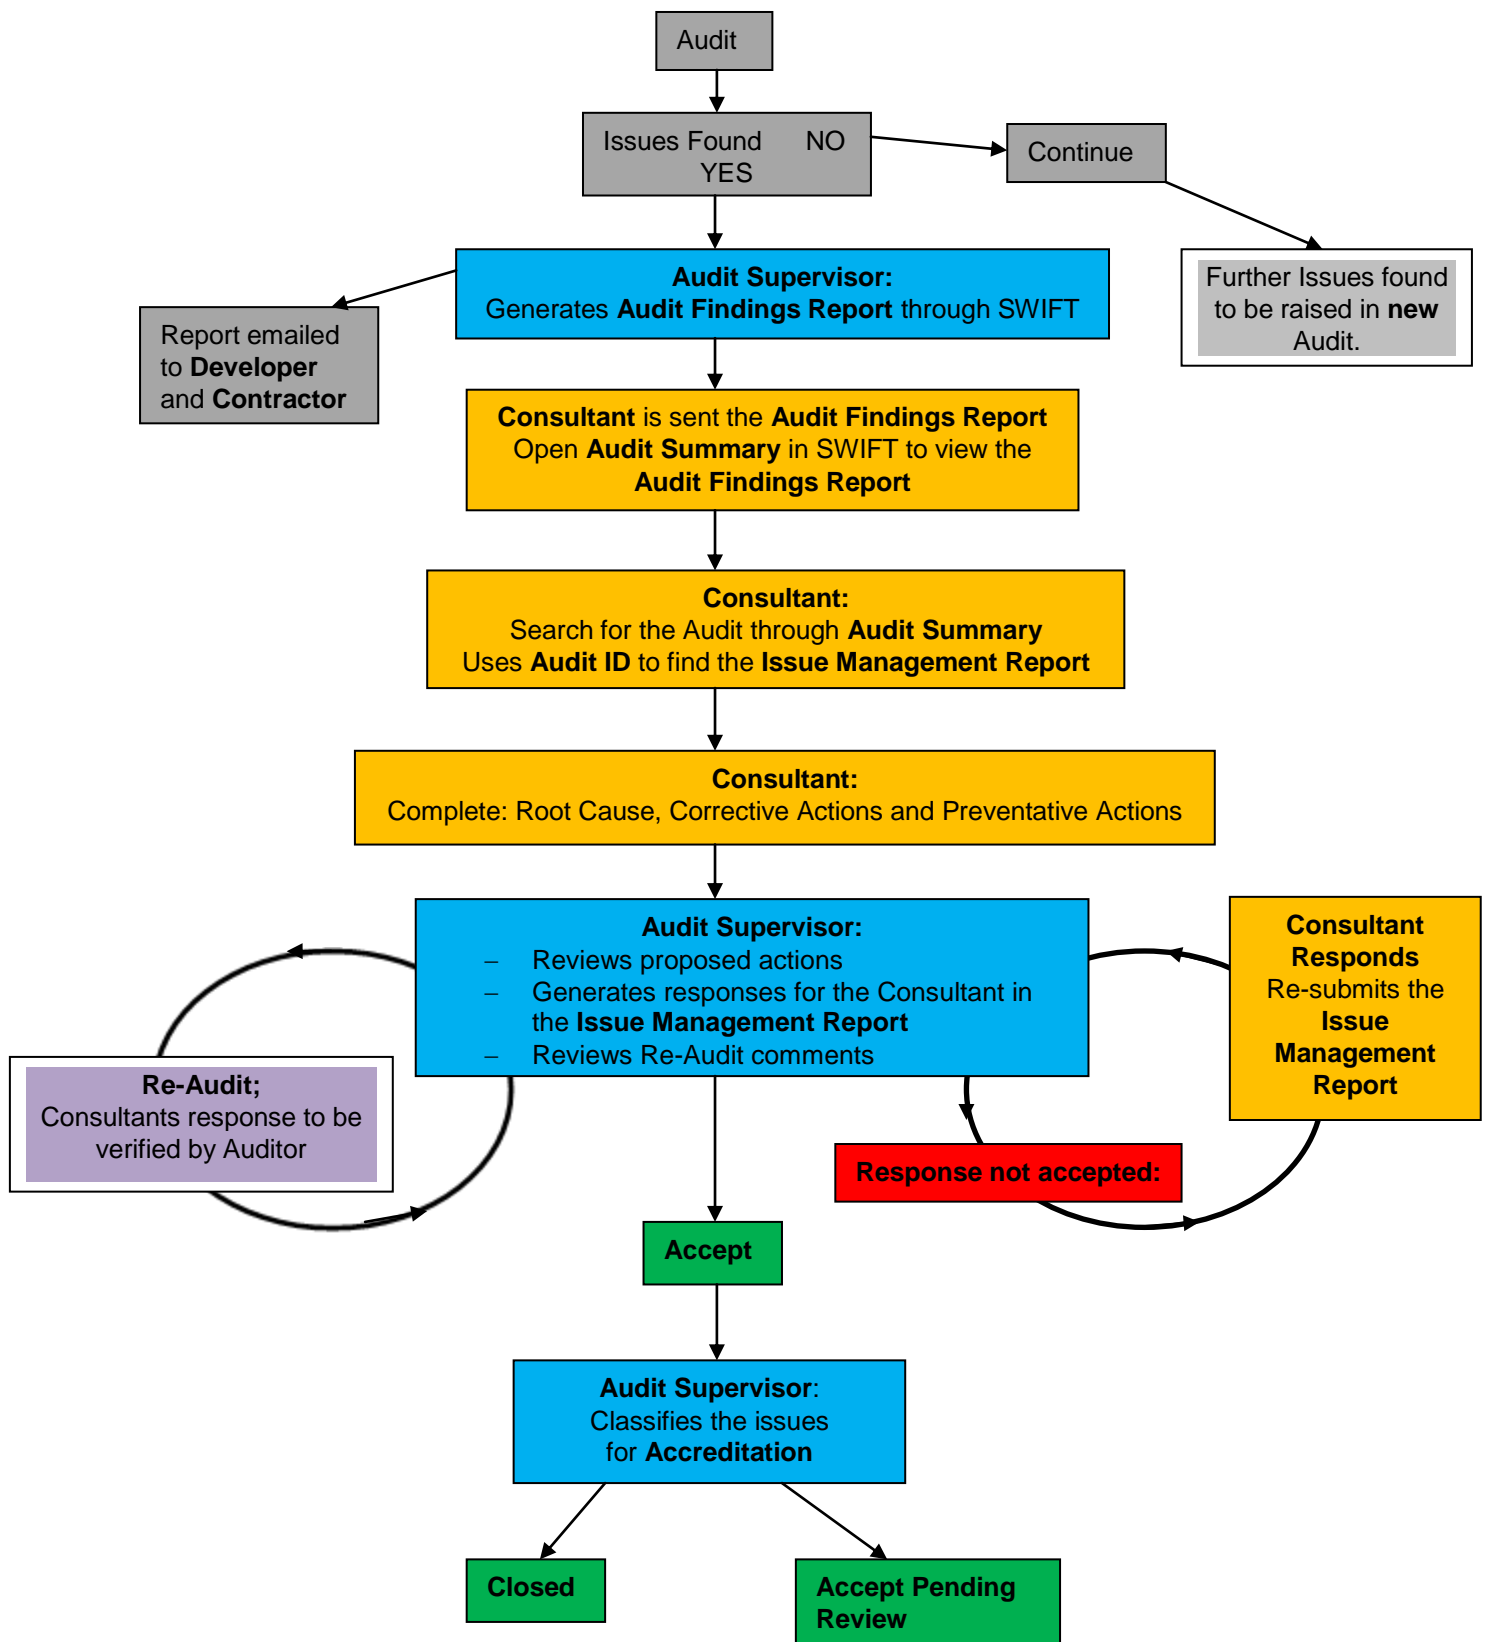 Audit
Issues Found NO
YES
Continue
Audit Supervisor:
Generates Audit Findings Report through SWIFT
Further Issues found
to be raised in new
Audit.
Report emailed
to Developer
and Contractor
Consultant is sent the Audit Findings Report
Open Audit Summary in SWIFT to view the
Audit Findings Report
Consultant:
Search for the Audit through Audit Summary
Uses Audit ID to find the Issue Management Report
Consultant:
Complete: Root Cause, Corrective Actions and Preventative Actions
Audit Supervisor:
– Reviews proposed actions
– Generates responses for the Consultant in
the Issue Management Report
– Reviews Re-Audit comments
Consultant
Responds
Re-submits the
Issue
Management
Report
Re-Audit;
Consultants response to be
verified by Auditor
Response not accepted:
Accept
Audit Supervisor:
Classifies the issues
for Accreditation
Closed
Accept Pending
Review